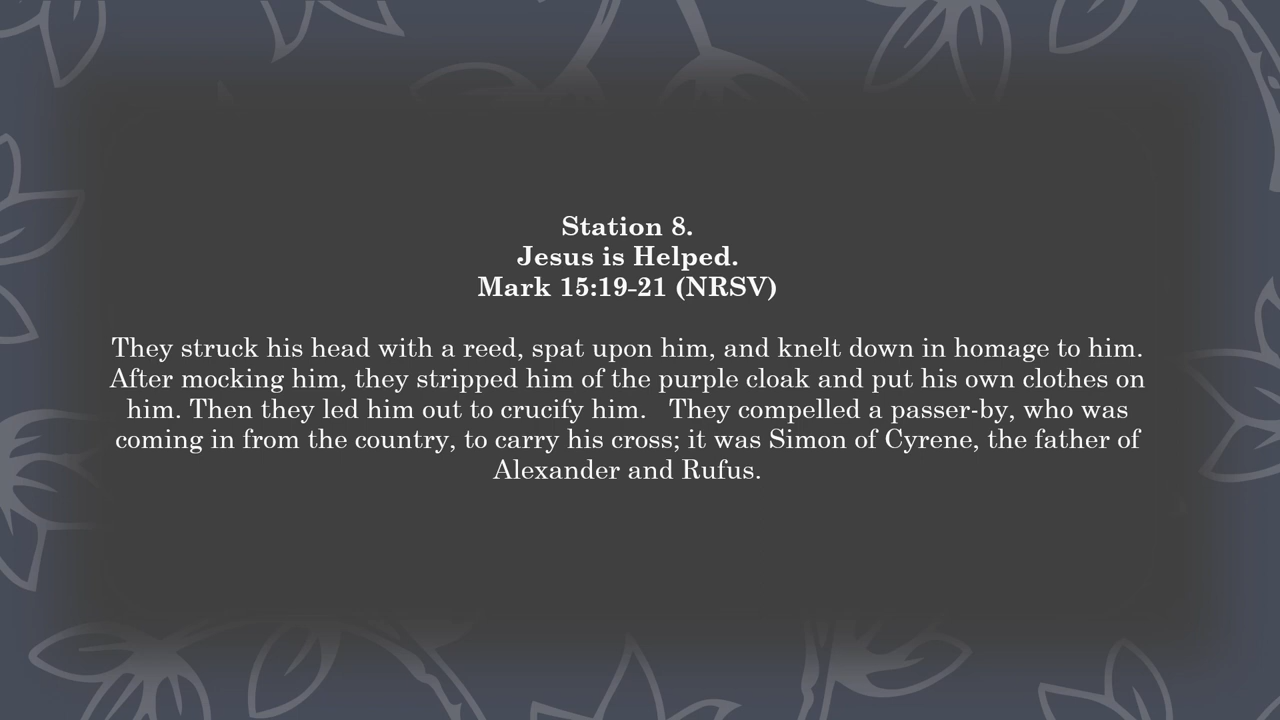 Station 8.
Jesus is Helped.
Mark 15:19-21 (NRSV)
They struck his head with a reed, spat upon him, and knelt down in homage to him.
After mocking him, they stripped him of the purple cloak and put his own clothes on
him. Then they led him out to crucify him.   They compelled a passer-by, who was
coming in from the country, to carry his cross; it was Simon of Cyrene, the father of
Alexander and Rufus.